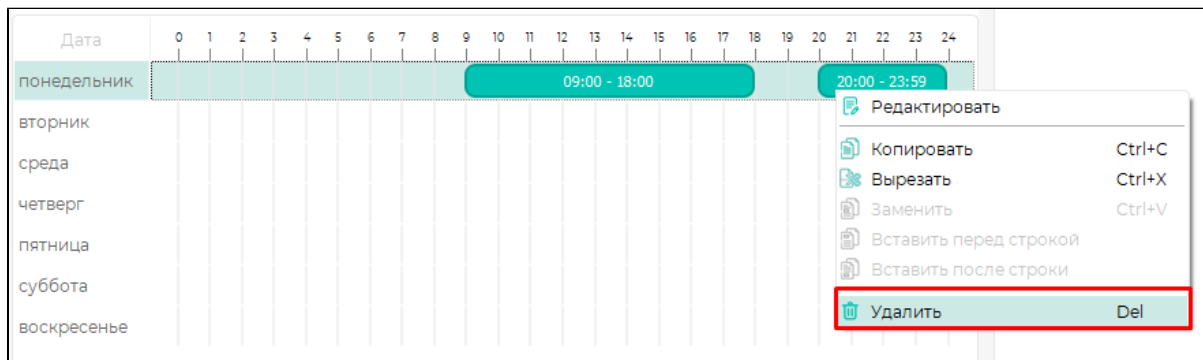 Дата 0 1 2 3 4 5 6 7 8 9 10 11 12 13 14 15 16 17 18 19 20 21 22 23 24
понедельник 09:00 - 18:00 20:00 - 23:59
Редактировать
вторник
Копировать Ctrl+C
среда
Вырезать Ctrl+X
четверг
Заменить Ctrl+V
пятница
Вставить перед строкой
Вставить после строки
суббота
Удалить Del
воскресенье